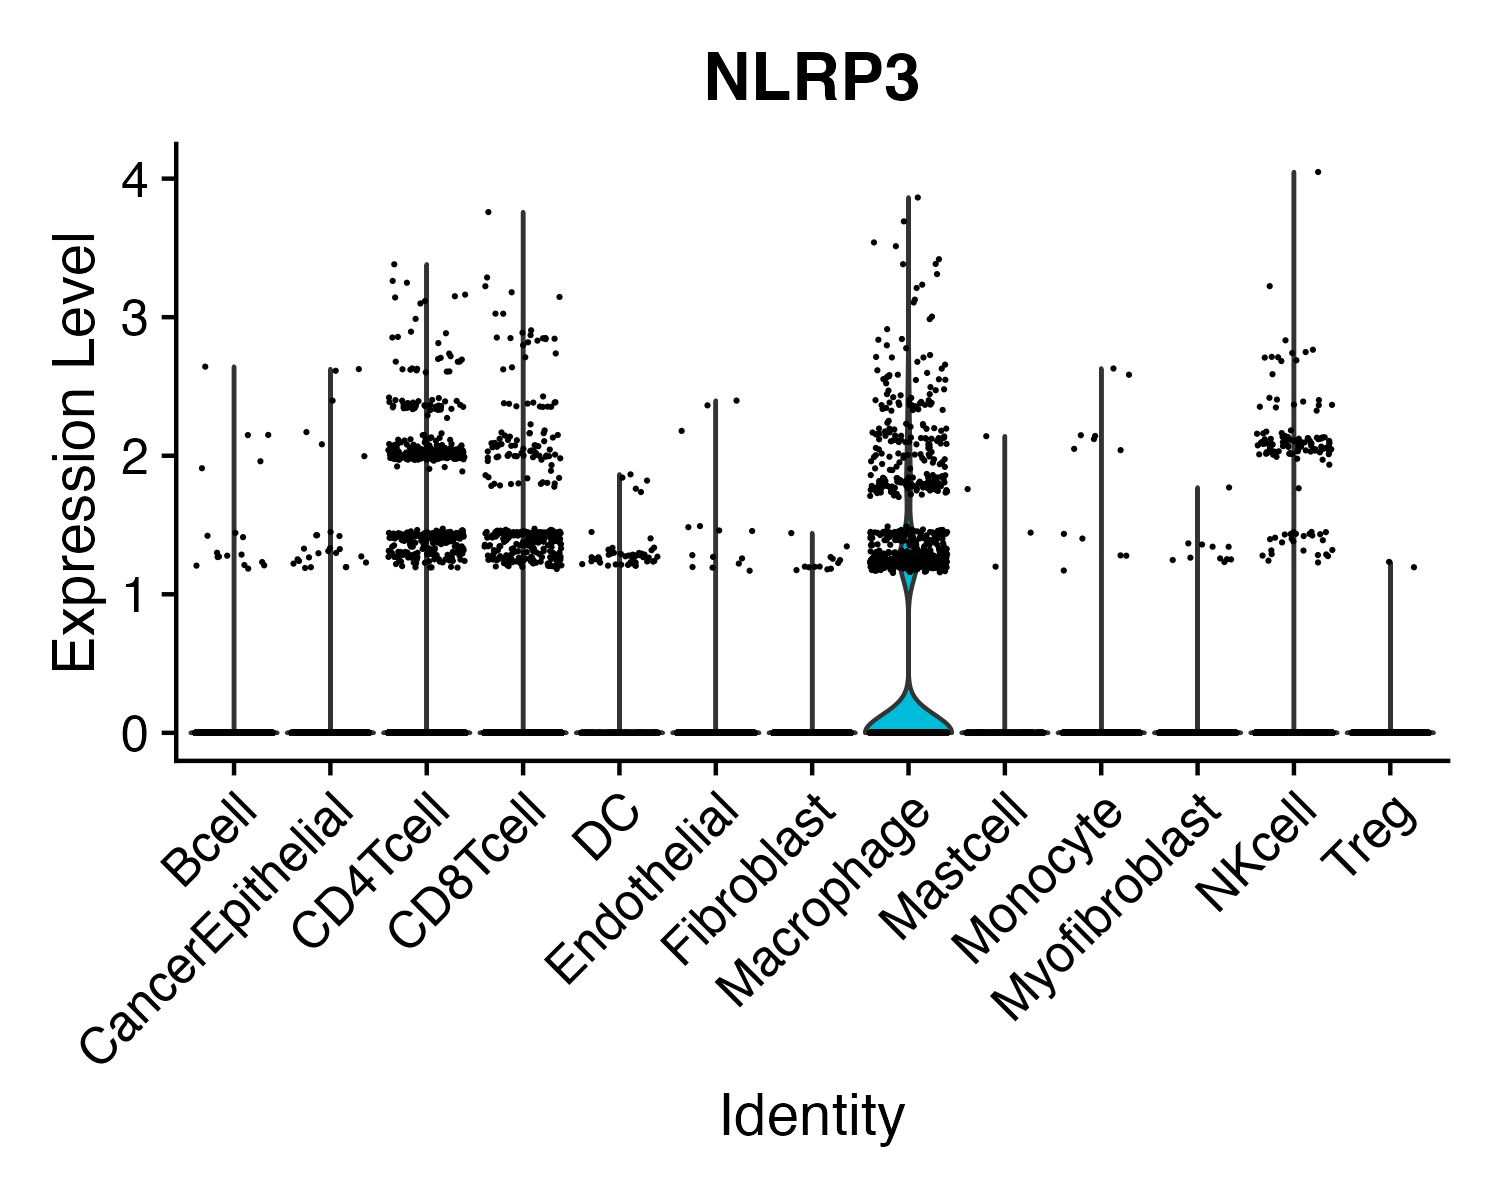 NLRP3
Expression Level
4
3
2
1
0
Bcell
CancerEpithelial
CD4Tcell
CD8Tcell
DC
Endothelial
Fibroblast
Macrophage
Mastcell
Monocyte
Myofibroblast
NKcell
Treg
Identity